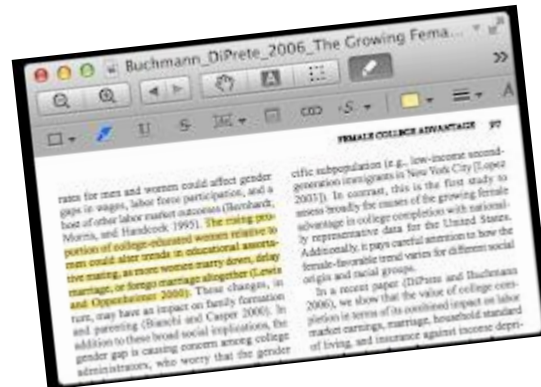 Buchmann_DiPrete_2006_The Growing Fema...
FEMALE COLLEGE ADVANTAGE 517
rates for men and women could affect gender
gaps in wages, labor force participation, and a
host of other labor market outcomes (Bernhardt,
Morris, and Handcock 1995). The rising pro-
portion of college-educated women relative to
men could alter trends in educational assorta-
tive mating, as more women marry down, delay
marriage, or forego marriage altogether (Lewis
and Oppenheimer 2000). These changes, in
turn, may have an impact on family formation
and parenting (Bianchi and Casper 2000). In
addition to these broad social implications, the
gender gap is causing concern among college
administrators, who worry that the gender
cific subpopulation (e.g., low-income second-
generation immigrants in New York City [Lopez
2003]). In contrast, this is the first study to
assess broadly the causes of the growing female
advantage in college completion with national-
ly representative data for the United States.
Additionally, it pays careful attention to how the
female-favorable trend varies for different social
origin and racial groups.
In a recent paper (DiPrete and Buchmann
2006), we show that the value of college com-
pletion in terms of its combined impact on labor
market earnings, marriage, household standard
of living, and insurance against income depri-